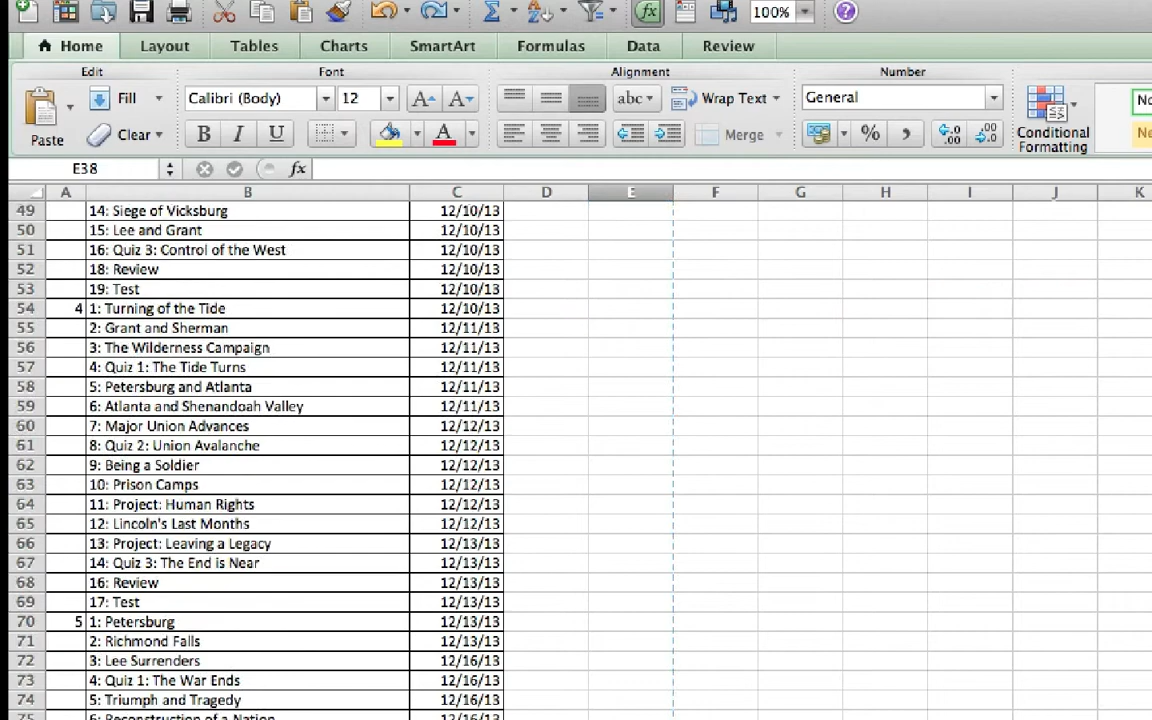 100%
Home Layout Tables Charts SmartArt Formulas Data Review
Edit Font Alignment Number
Fill Calibri (Body) 12 A A abc Wrap Text General
Paste Clear B I U A Merge % , .0 .00 .00 .0 Conditional Formatting
E38 fx
A B C D E F G H I J K
49 14: Siege of Vicksburg 12/10/13
50 15: Lee and Grant 12/10/13
51 16: Quiz 3: Control of the West 12/10/13
52 18: Review 12/10/13
53 19: Test 12/10/13
54 4 1: Turning of the Tide 12/10/13
55 2: Grant and Sherman 12/11/13
56 3: The Wilderness Campaign 12/11/13
57 4: Quiz 1: The Tide Turns 12/11/13
58 5: Petersburg and Atlanta 12/11/13
59 6: Atlanta and Shenandoah Valley 12/11/13
60 7: Major Union Advances 12/12/13
61 8: Quiz 2: Union Avalanche 12/12/13
62 9: Being a Soldier 12/12/13
63 10: Prison Camps 12/12/13
64 11: Project: Human Rights 12/12/13
65 12: Lincoln's Last Months 12/12/13
66 13: Project: Leaving a Legacy 12/13/13
67 14: Quiz 3: The End is Near 12/13/13
68 16: Review 12/13/13
69 17: Test 12/13/13
70 5 1: Petersburg 12/13/13
71 2: Richmond Falls 12/13/13
72 3: Lee Surrenders 12/16/13
73 4: Quiz 1: The War Ends 12/16/13
74 5: Triumph and Tragedy 12/16/13
75 6: Reconstruction of a Nation 12/16/13